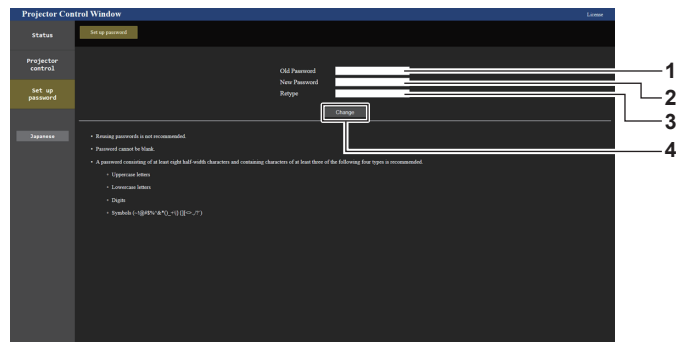 Projector Control Window
License
Status
Set up password
Projector
control
Set up
password
Japanese
Old Password
New Password
Retype
Change
1
2
3
4
• Reusing passwords is not recommended.
• Password cannot be blank.
• A password consisting of at least eight half-width characters and containing characters of at least three of the following four types is recommended.
Uppercase letters
Lowercase letters
Digits
Symbols